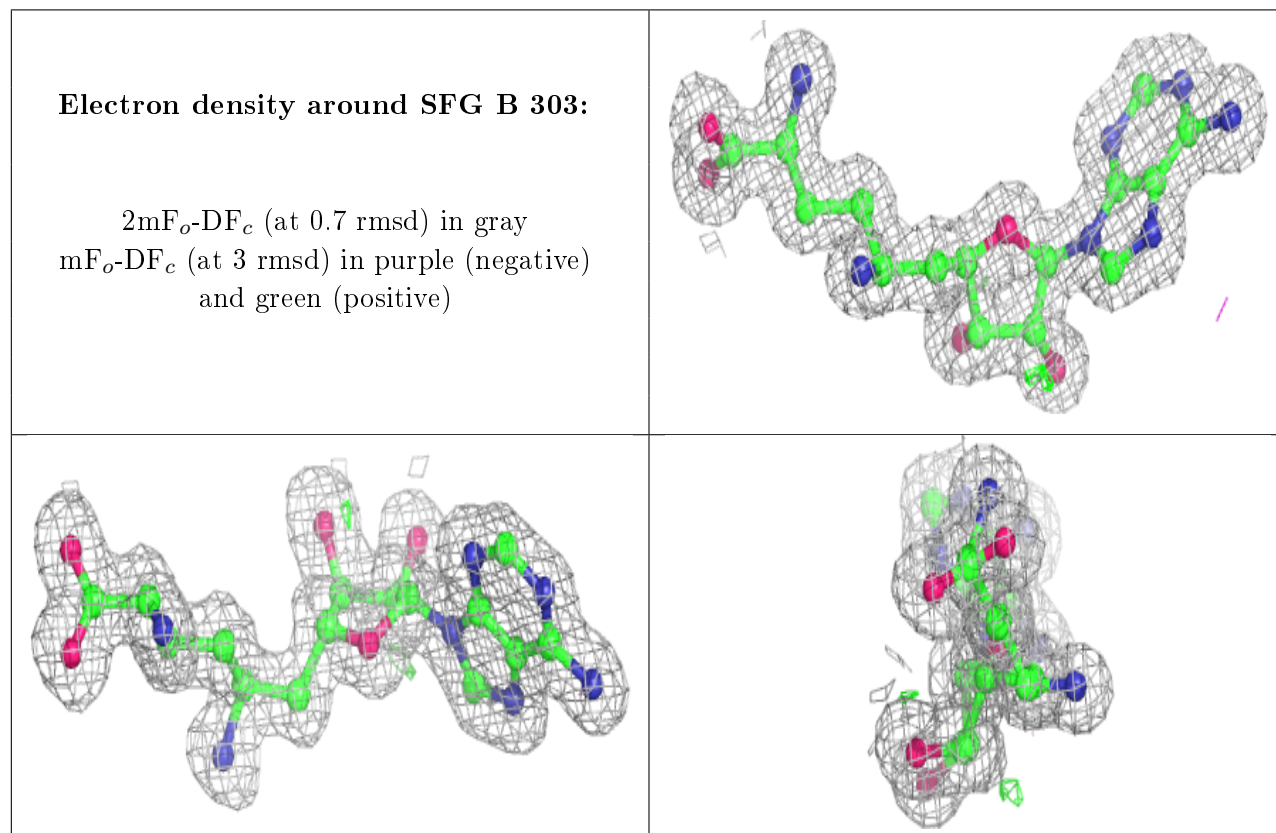 Electron density around SFG B 303:
2mFo-DFc (at 0.7 rmsd) in gray
mFo-DFc (at 3 rmsd) in purple (negative)
and green (positive)